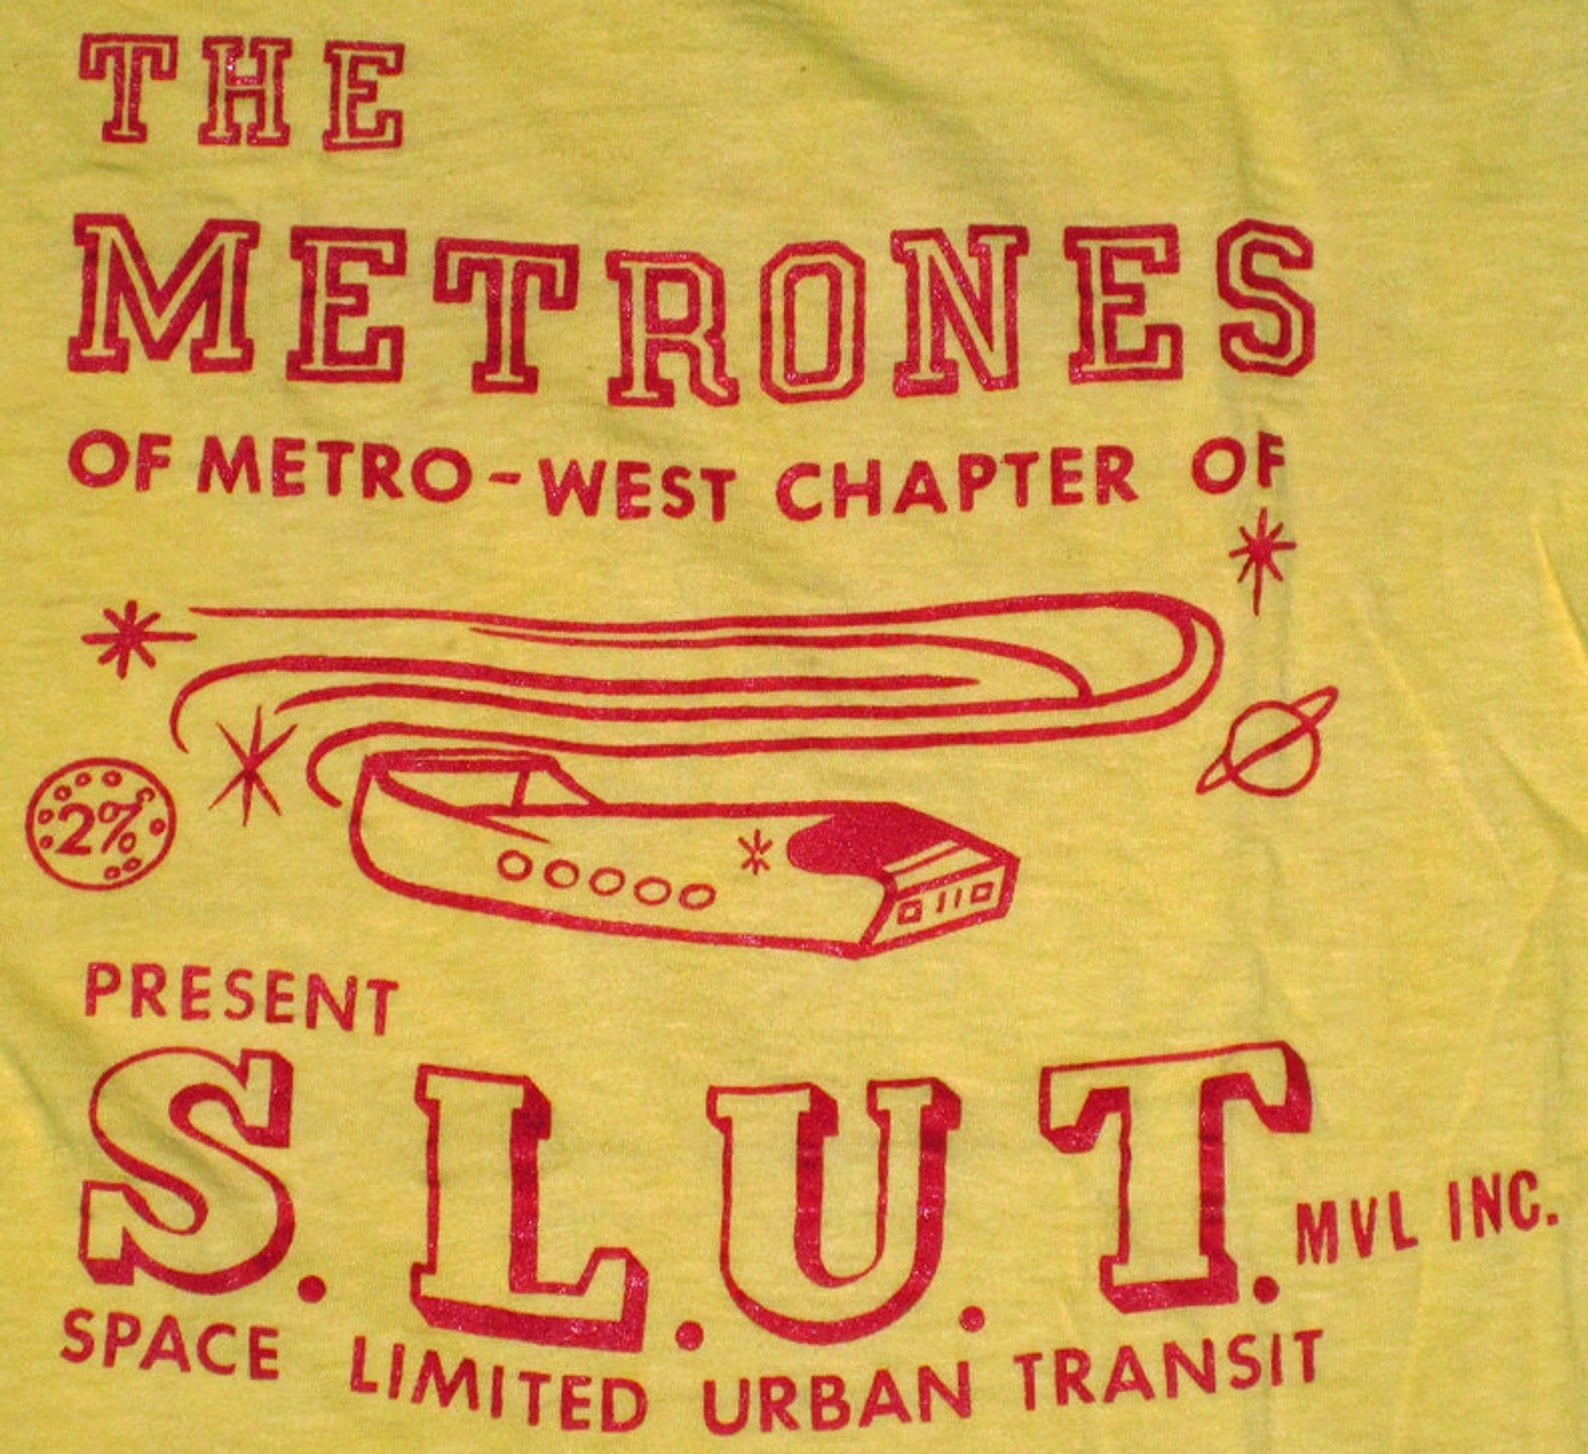 THE
METRONES
OF METRO-WEST CHAPTER OF
2%
PRESENT
S.L.U.T. MVL INC.
SPACE LIMITED URBAN TRANSIT